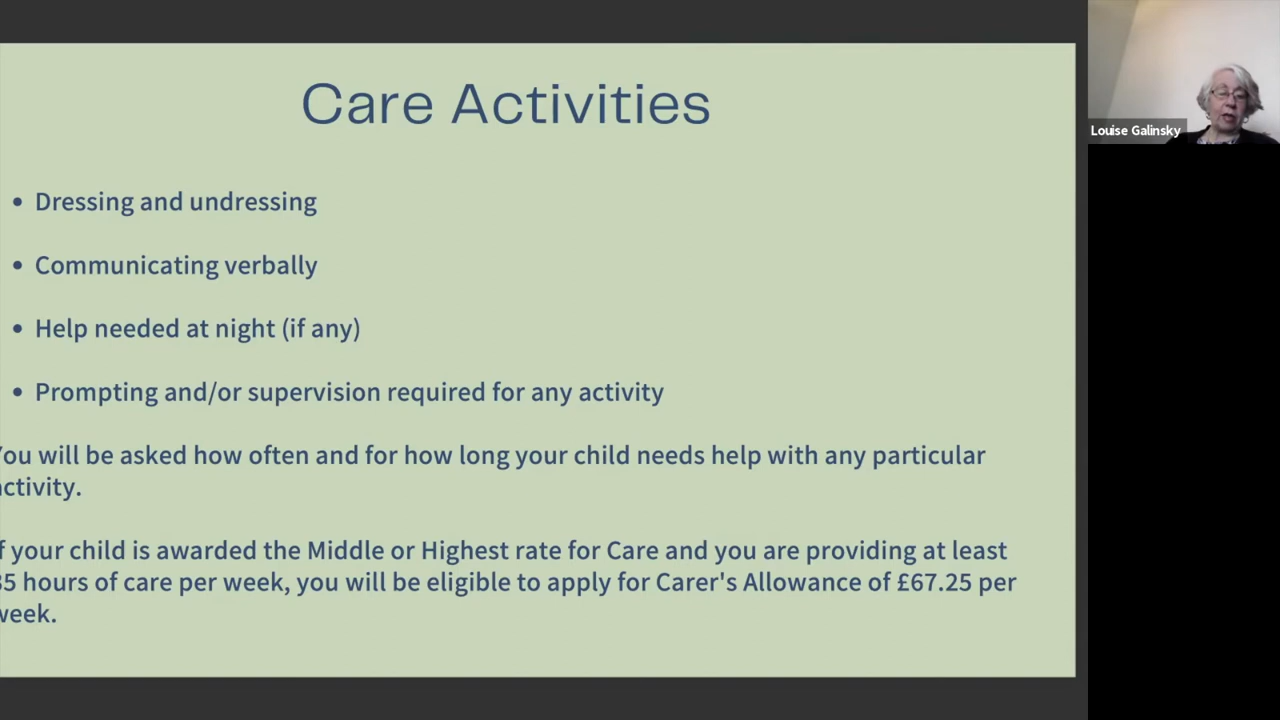 Care Activities
Louise Galinsky
• Dressing and undressing
• Communicating verbally
• Help needed at night (if any)
• Prompting and/or supervision required for any activity
You will be asked how often and for how long your child needs help with any particular
activity.
If your child is awarded the Middle or Highest rate for Care and you are providing at least
35 hours of care per week, you will be eligible to apply for Carer's Allowance of £67.25 per
week.